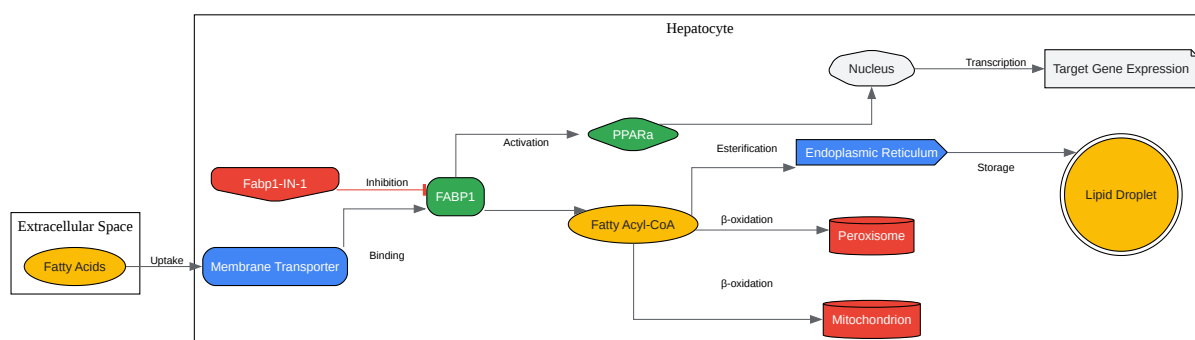 Hepatocyte
Nucleus
Transcription
Target Gene Expression
Activation
PPARa
Esterification
Endoplasmic Reticulum
Storage
Lipid Droplet
Fabp1-IN-1
Inhibition
FABP1
Extracellular Space
Fatty Acids
Uptake
Membrane Transporter
Binding
Fatty Acyl-CoA
β-oxidation
Peroxisome
β-oxidation
Mitochondrion